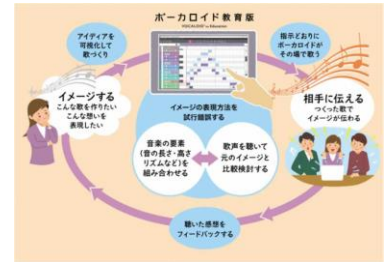 ボーカロイド教育版
VOCALOID for Education
アイディアを
可視化して
歌づくり
指示どおりに
ボーカロイドが
その場で歌う
イメージする
こんな歌を作りたい
こんな想いを
表現したい
イメージの表現方法を
試行錯誤する
相手に伝える
つくった歌で
イメージが伝わる
音楽の要素
(音の長さ・高さ
リズムなど)を
組み合わせる
歌声を聴いて
元のイメージと
比較検討する
聴いた感想を
フィードバックする